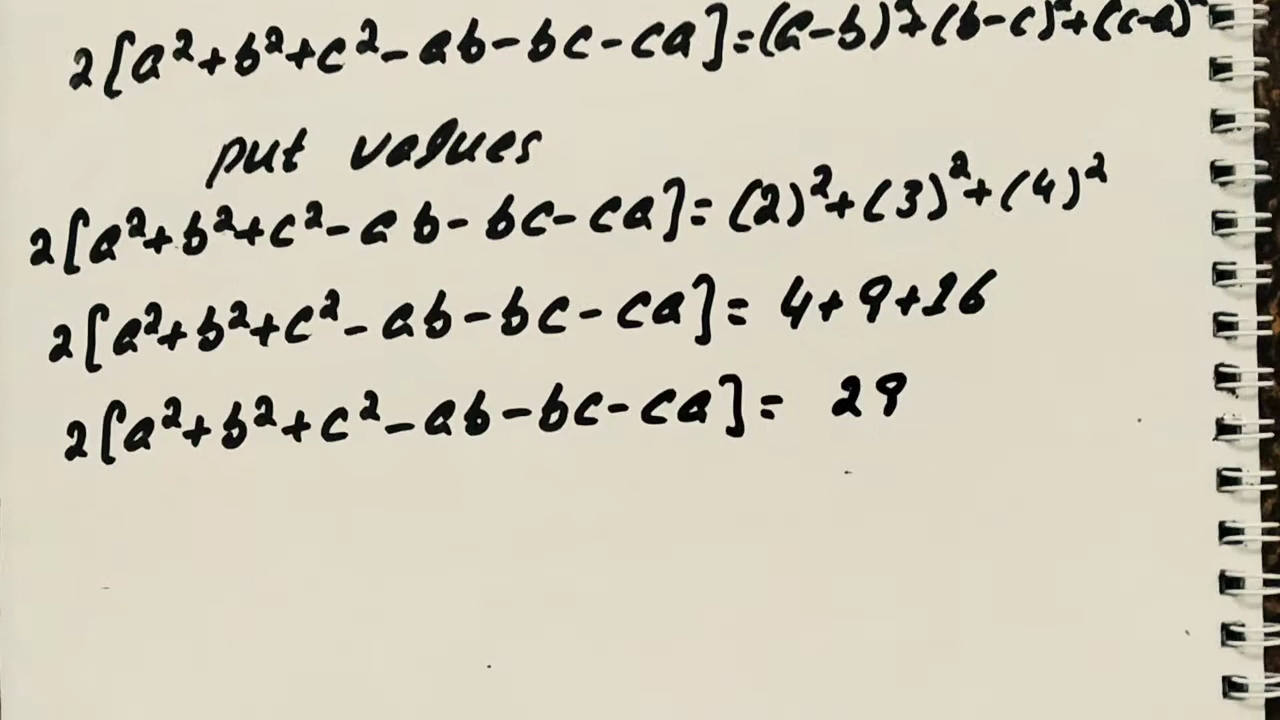 2[a²+b²+c²-ab-bc-ca]=(a-b)²+(b-c)²+(c-a)²
put values
2[a²+b²+c²-ab-bc-ca]=(2)²+(3)²+(4)²
2[a²+b²+c²-ab-bc-ca]= 4+9+16
2[a²+b²+c²-ab-bc-ca]= 29